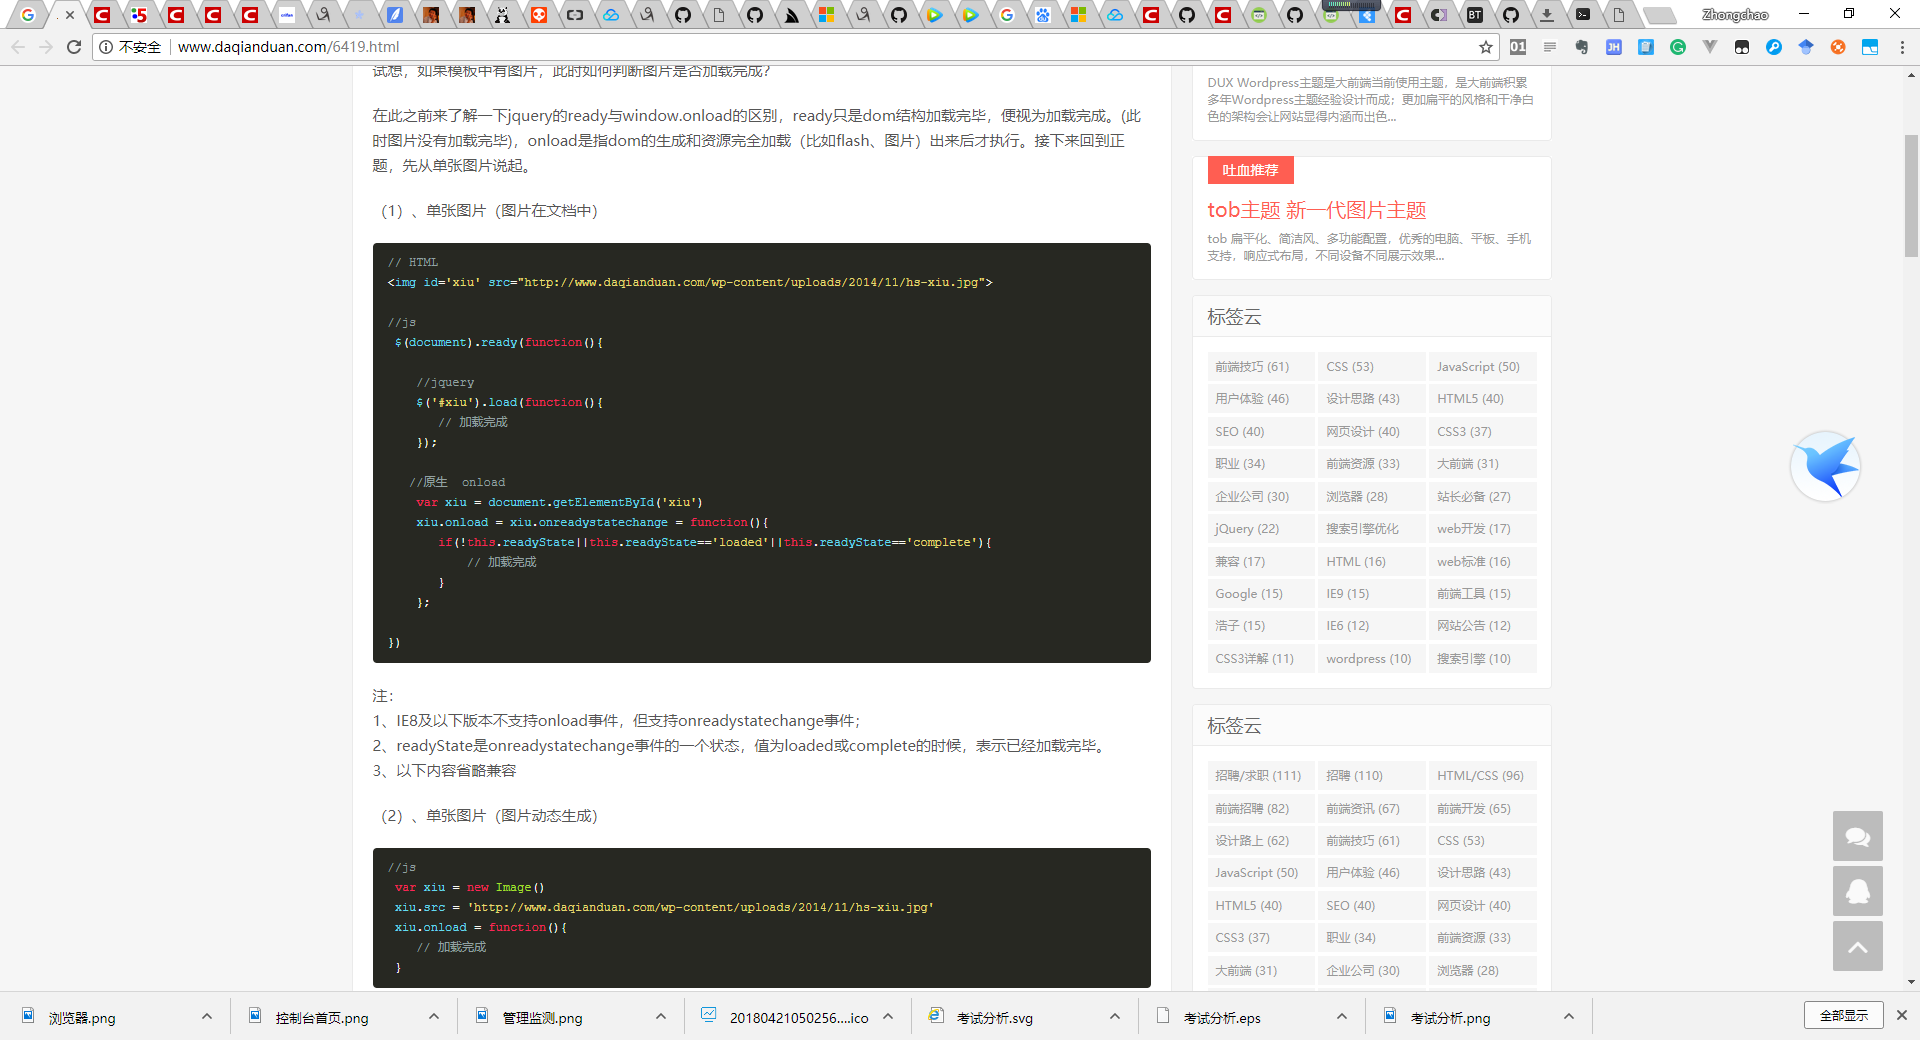 Zhongchao
不安全
www.daqianduan.com/6419.html
试想，如果模板中有图片，此时如何判断图片是否加载完成？
在此之前来了解一下jquery的ready与window.onload的区别，ready只是dom结构加载完毕，便视为加载完成。(此
时图片没有加载完毕)，onload是指dom的生成和资源完全加载（比如flash、图片）出来后才执行。接下来回到正
题，先从单张图片说起。
（1）、单张图片（图片在文档中）
// HTML
<img id='xiu' src="http://www.daqianduan.com/wp-content/uploads/2014/11/hs-xiu.jpg">
//js
$(document).ready(function(){
//jquery
$('#xiu').load(function(){
// 加载完成
});
//原生  onload
var xiu = document.getElementById('xiu')
xiu.onload = xiu.onreadystatechange = function(){
if(!this.readyState||this.readyState=='loaded'||this.readyState=='complete'){
// 加载完成
}
};
})
注：
1、IE8及以下版本不支持onload事件，但支持onreadystatechange事件；
2、readyState是onreadystatechange事件的一个状态，值为loaded或complete的时候，表示已经加载完毕。
3、以下内容省略兼容
（2）、单张图片（图片动态生成）
//js
var xiu = new Image()
xiu.src = 'http://www.daqianduan.com/wp-content/uploads/2014/11/hs-xiu.jpg'
xiu.onload = function(){
// 加载完成
}
DUX Wordpress主题是大前端当前使用主题，是大前端积累
多年Wordpress主题经验设计而成；更加扁平的风格和干净白
色的架构会让网站显得内涵而出色...
吐血推荐
tob主题 新一代图片主题
tob 扁平化、简洁风、多功能配置，优秀的电脑、平板、手机
支持，响应式布局，不同设备不同展示效果...
标签云
前端技巧 (61) CSS (53) JavaScript (50)
用户体验 (46) 设计思路 (43) HTML5 (40)
SEO (40) 网页设计 (40) CSS3 (37)
职业 (34) 前端资源 (33) 大前端 (31)
企业公司 (30) 浏览器 (28) 站长必备 (27)
jQuery (22) 搜索引擎优化 web开发 (17)
兼容 (17) HTML (16) web标准 (16)
Google (15) IE9 (15) 前端工具 (15)
浩子 (15) IE6 (12) 网站公告 (12)
CSS3详解 (11) wordpress (10) 搜索引擎 (10)
标签云
招聘/求职 (111) 招聘 (110) HTML/CSS (96)
前端招聘 (82) 前端资讯 (67) 前端开发 (65)
设计路上 (62) 前端技巧 (61) CSS (53)
JavaScript (50) 用户体验 (46) 设计思路 (43)
HTML5 (40) SEO (40) 网页设计 (40)
CSS3 (37) 职业 (34) 前端资源 (33)
大前端 (31) 企业公司 (30) 浏览器 (28)
浏览器.png
控制台首页.png
管理监测.png
20180421050256....ico
考试分析.svg
考试分析.eps
考试分析.png
全部显示